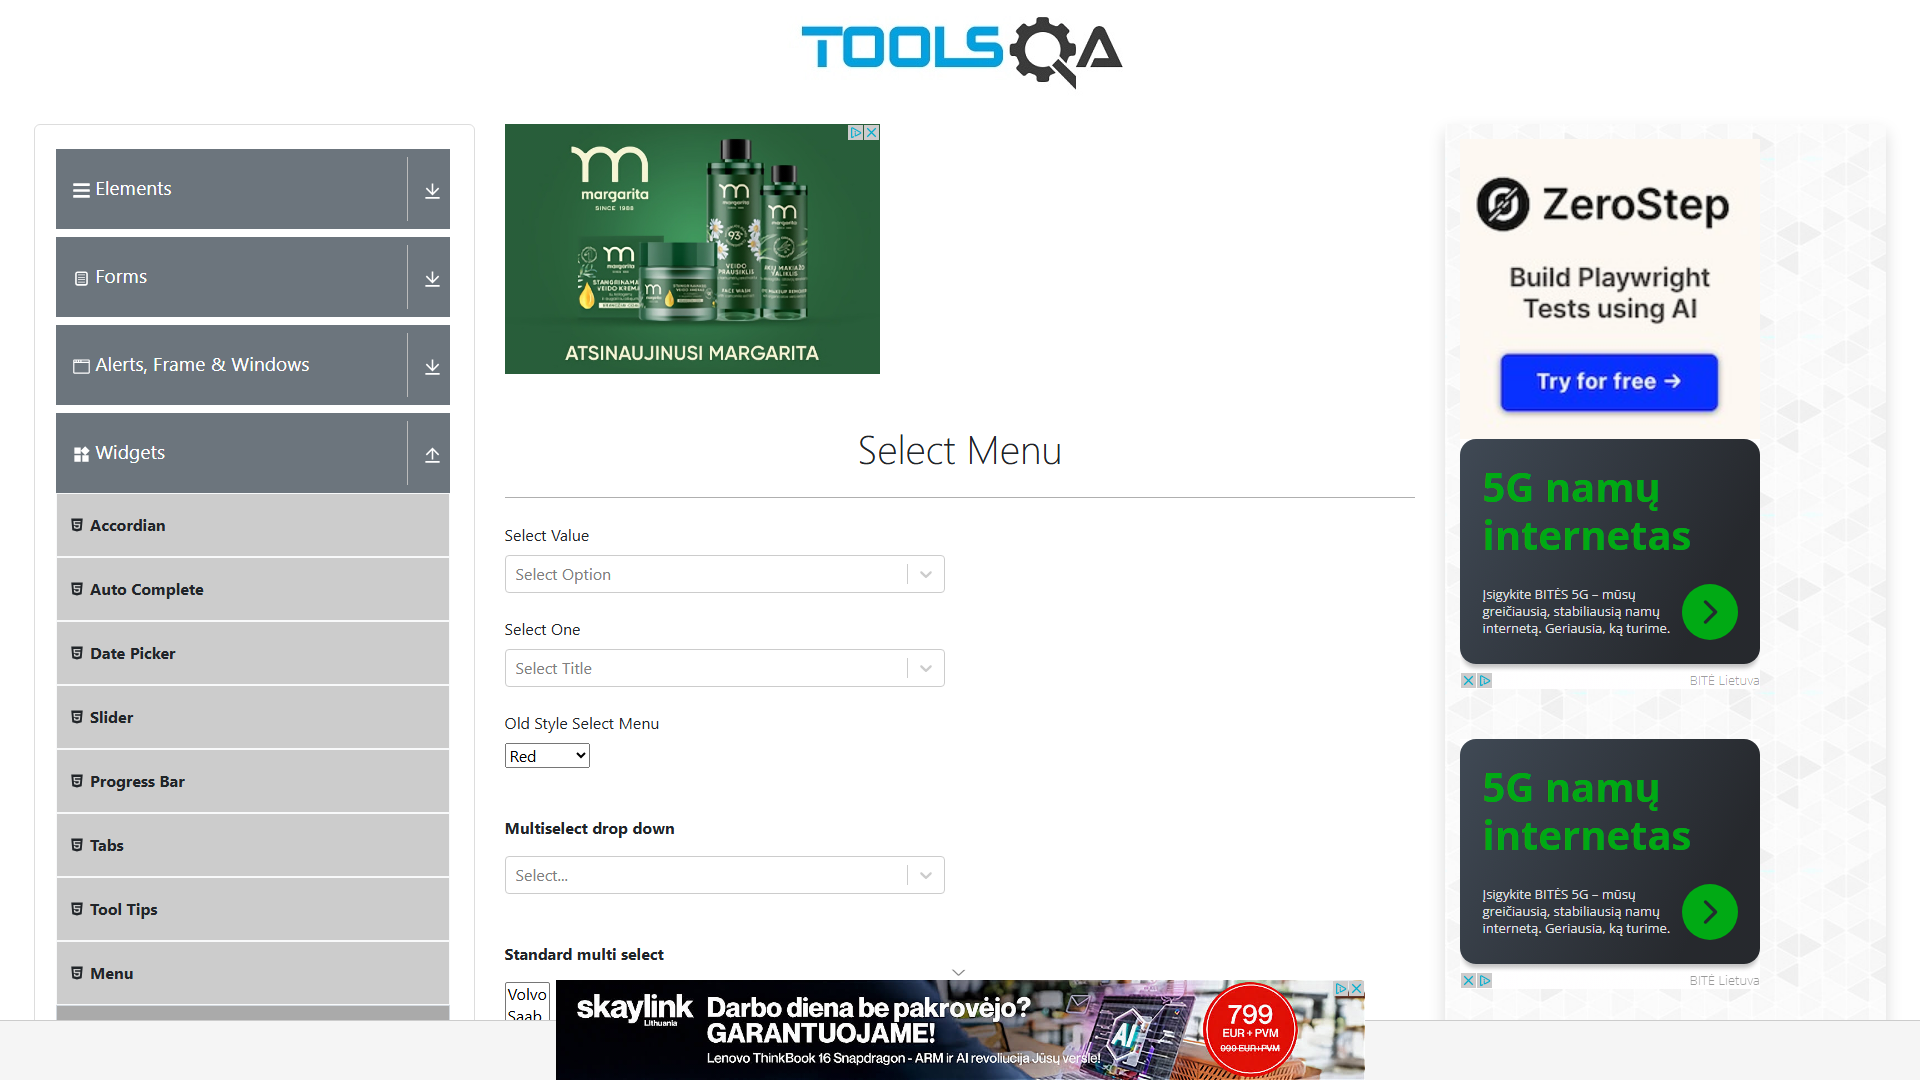 TOOLSQA
Elements
Forms
Alerts, Frame & Windows
Widgets
Accordian
Auto Complete
Date Picker
Slider
Progress Bar
Tabs
Tool Tips
Menu
m
margarita
SINCE 1988
ATSINAUJINUSI MARGARITA
Select Menu
Select Value
Select Option
Select One
Select Title
Old Style Select Menu
Red
Multiselect drop down
Select...
Standard multi select
Volvo
Saab
skaylink
Lithuania
Darbo diena be pakrovėjo?
GARANTUOJAME!
Lenovo ThinkBook 16 Snapdragon - ARM ir AI revoliucija Jūsų versle!
AI
799
EUR + PVM
999 EUR+PVM
ZeroStep
Build Playwright
Tests using AI
Try for free →
5G namų
internetas
Įsigykite BITĖS 5G – mūsų
greičiausią, stabiliausią namų
internetą. Geriausia, ką turime.
BITĖ Lietuva
5G namų
internetas
Įsigykite BITĖS 5G – mūsų
greičiausią, stabiliausią namų
internetą. Geriausia, ką turime.
BITĖ Lietuva